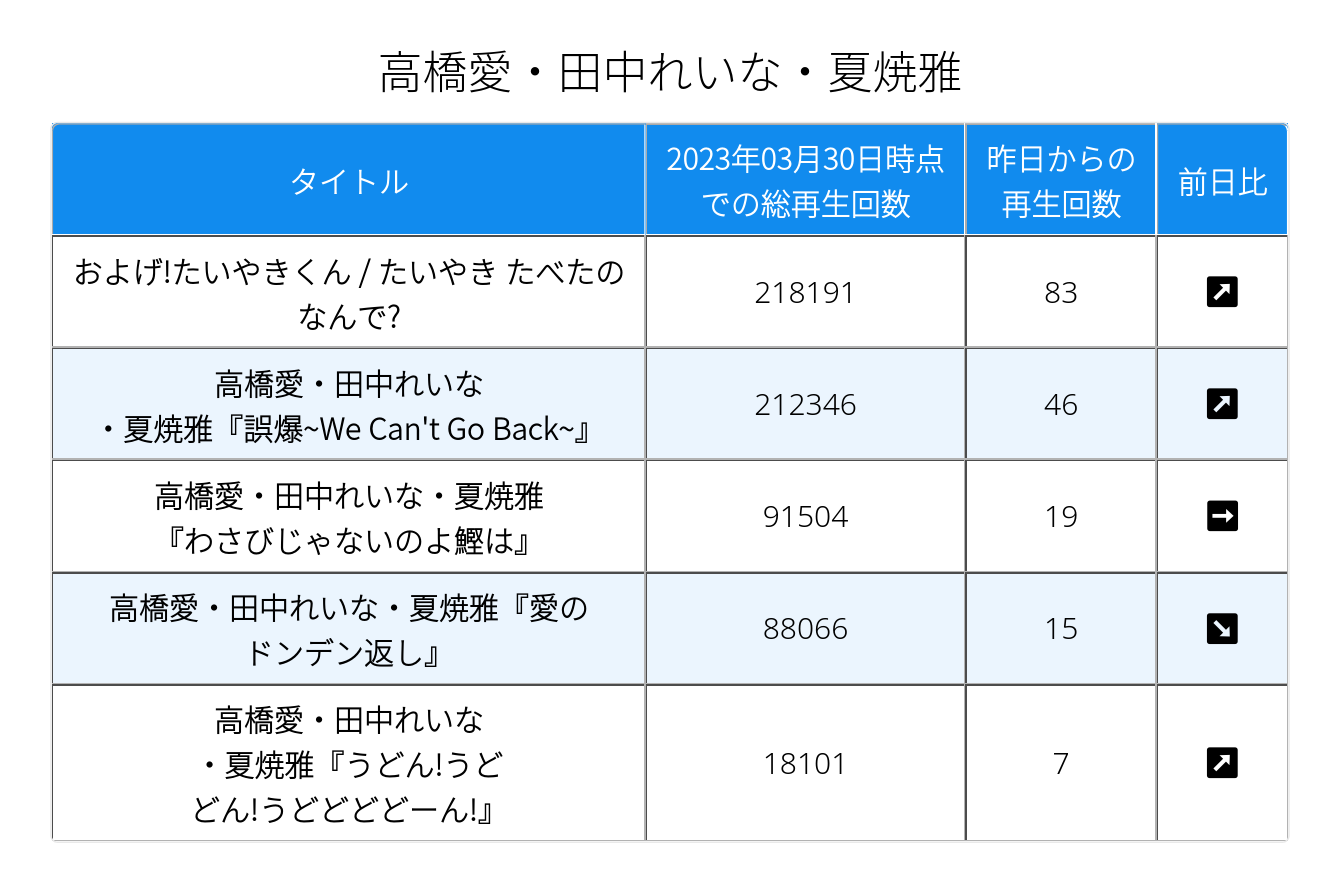 高橋愛・田中れいな・夏焼雅
タイトル
2023年03月30日時点
での総再生回数
昨日からの
再生回数
前日比
およげ!たいやきくん / たいやき たべたの
なんで?
218191
83
高橋愛・田中れいな
・夏焼雅『誤爆~We Can't Go Back~』
212346
46
高橋愛・田中れいな・夏焼雅
『わさびじゃないのよ鰹は』
91504
19
高橋愛・田中れいな・夏焼雅『愛の
ドンデン返し』
88066
15
高橋愛・田中れいな
・夏焼雅『うどん!うど
どん!うどどどどーん!』
18101
7